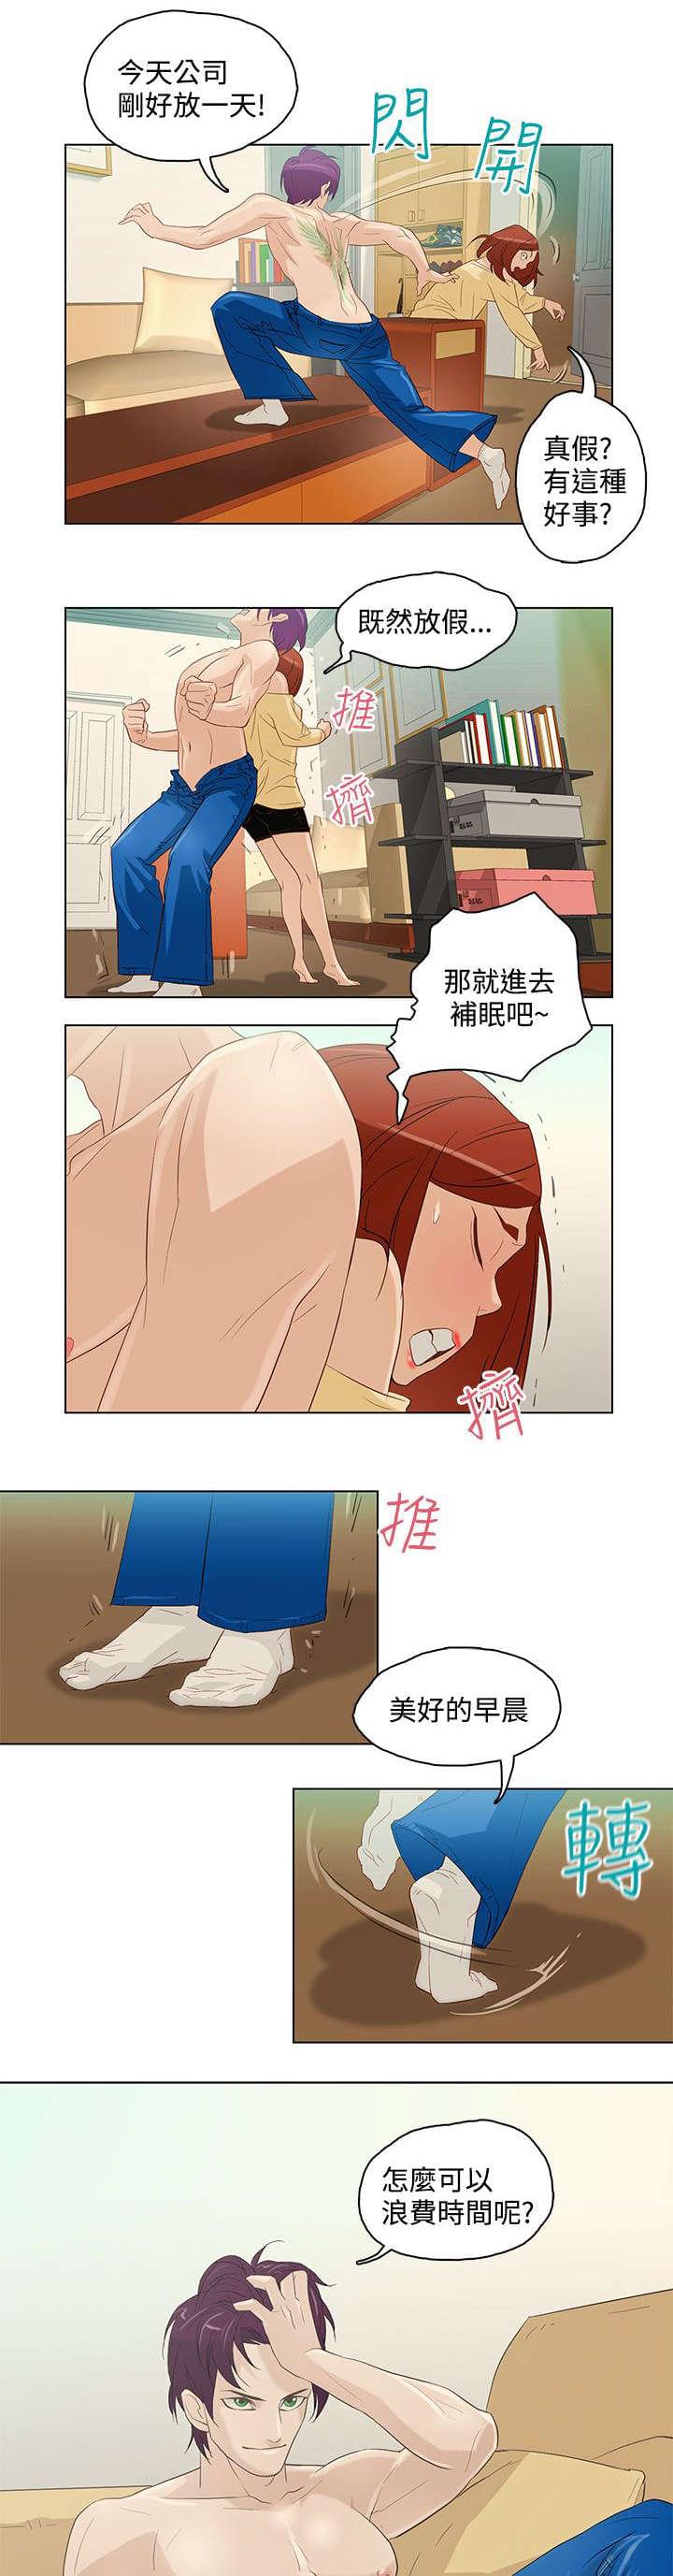 今天公司
剛好放一天!
閃
開
真假?
有這種
好事?
既然放假...
推
擠
那就進去
補眠吧~
擠
推
美好的早晨
轉
怎麼可以
浪費時間呢?